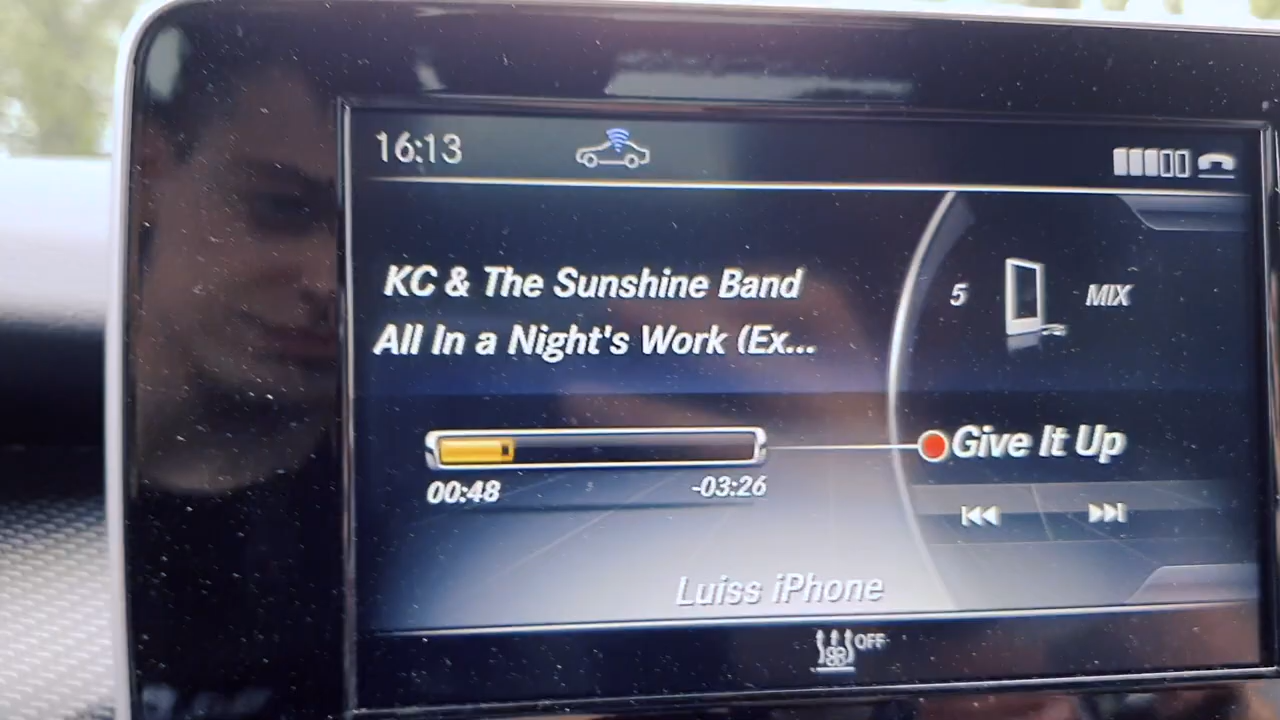 16:13
KC & The Sunshine Band
All In a Night's Work (Ex...
5
MIX
Give It Up
00:48
-03:26
Luiss iPhone
OFF